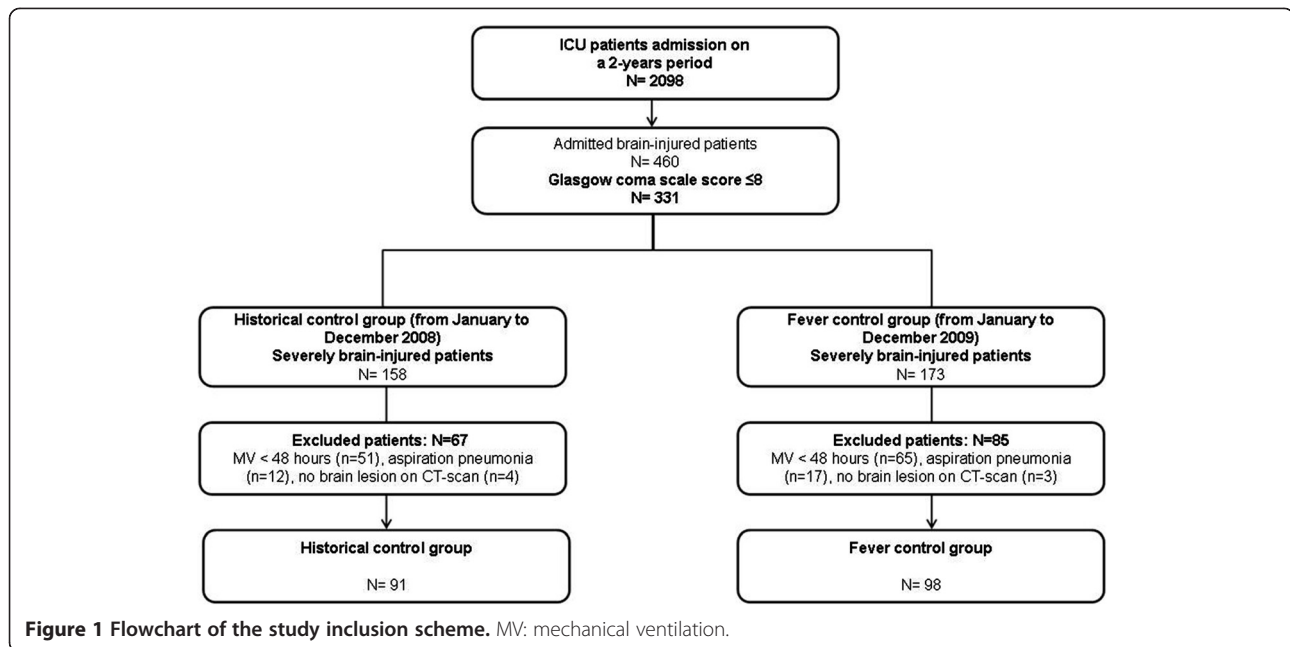 ICU patients admission on
a 2-years period
N= 2098
Admitted brain-injured patients
N= 460
Glasgow coma scale score ≤8
N= 331
Historical control group (from January to
December 2008)
Severely brain-injured patients
N= 158
Fever control group (from January to
December 2009)
Severely brain-injured patients
N= 173
Excluded patients: N=67
MV < 48 hours (n=51), aspiration pneumonia
(n=12), no brain lesion on CT-scan (n=4)
Excluded patients: N=85
MV < 48 hours (n=65), aspiration pneumonia
(n=17), no brain lesion on CT-scan (n=3)
Historical control group
N= 91
Fever control group
N= 98
Figure 1 Flowchart of the study inclusion scheme. MV: mechanical ventilation.